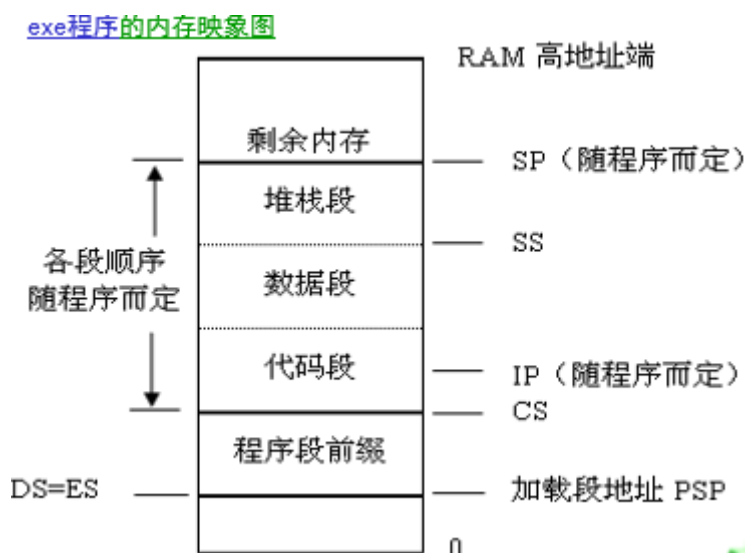 exe程序的内存映象图
RAM 高地址端
剩余内存
SP（随程序而定）
堆栈段
SS
各段顺序
随程序而定
数据段
代码段
IP（随程序而定）
CS
程序段前缀
DS=ES
加载段地址 PSP
0